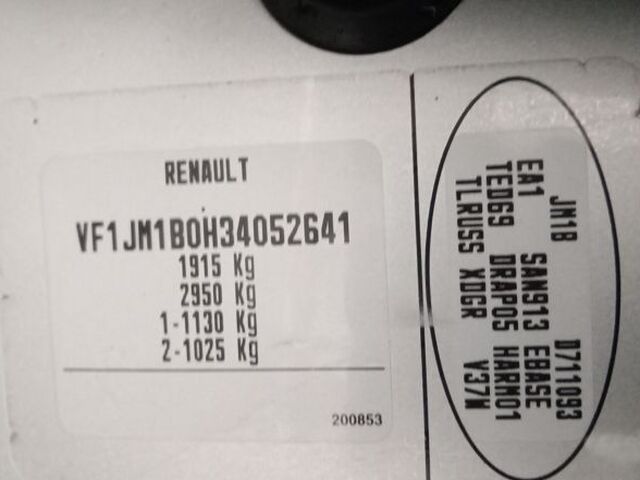 RENAULT
VF1JM1B0H34052641
1915 Kg
2950 Kg
1-1130 Kg
2-1025 Kg
200853
JM1B D711093
EA1 SAN913 EBASE
TED69 DRAP05 HARM01
TLRUSS XDGR V37W